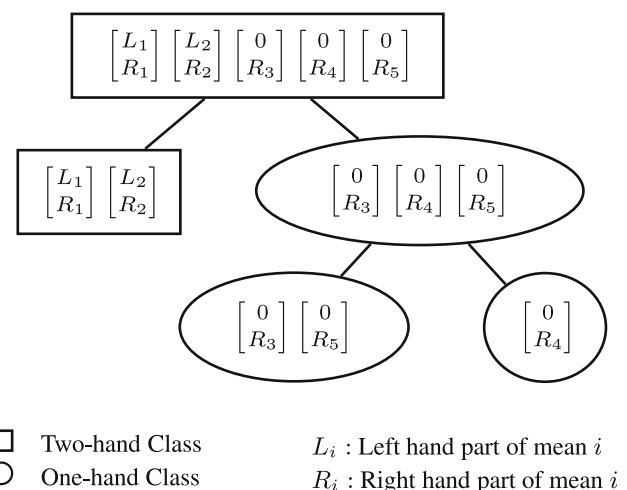 [L₁ R₁] [L₂ R₂] [0 R₃] [0 R₄] [0 R₅]
[L₁ R₁] [L₂ R₂]
[0 R₃] [0 R₄] [0 R₅]
[0 R₃] [0 R₅]
[0 R₄]
Two-hand Class
One-hand Class
Lᵢ : Left hand part of mean i
Rᵢ : Right hand part of mean i